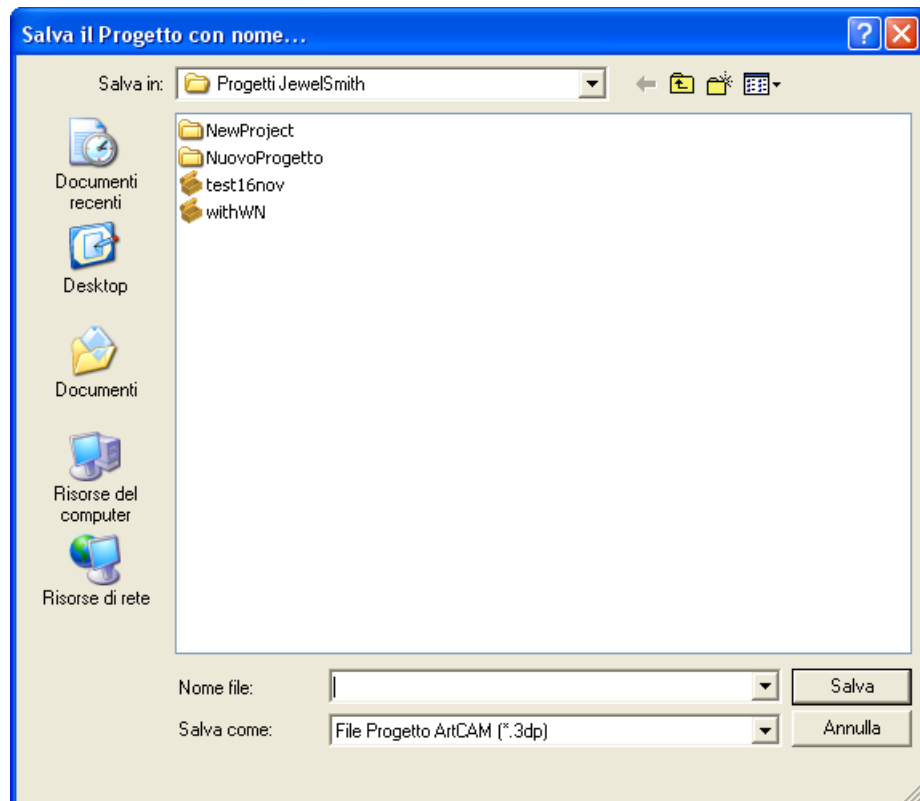 Salva il Progetto con nome...
Salva in:
Progetti JewelSmith
NewProject
NuovoProgetto
test16nov
withWN
Documenti
recenti
Desktop
Documenti
Risorse del
computer
Risorse di rete
Nome file:
Salva
Salva come:
File Progetto ArtCAM (*.3dp)
Annulla